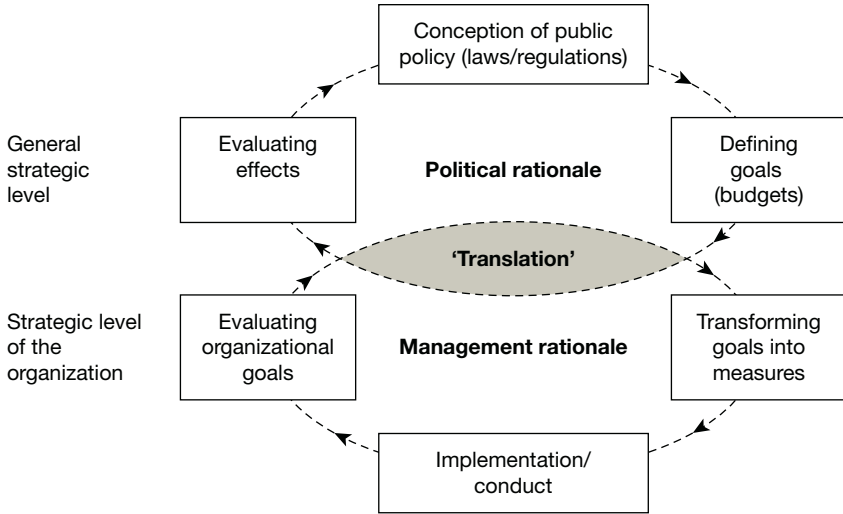 Conception of public
policy (laws/regulations)
General
strategic
level
Evaluating
effects
Political rationale
Defining
goals
(budgets)
‘Translation’
Strategic level
of the
organization
Evaluating
organizational
goals
Management rationale
Transforming
goals into
measures
Implementation/
conduct